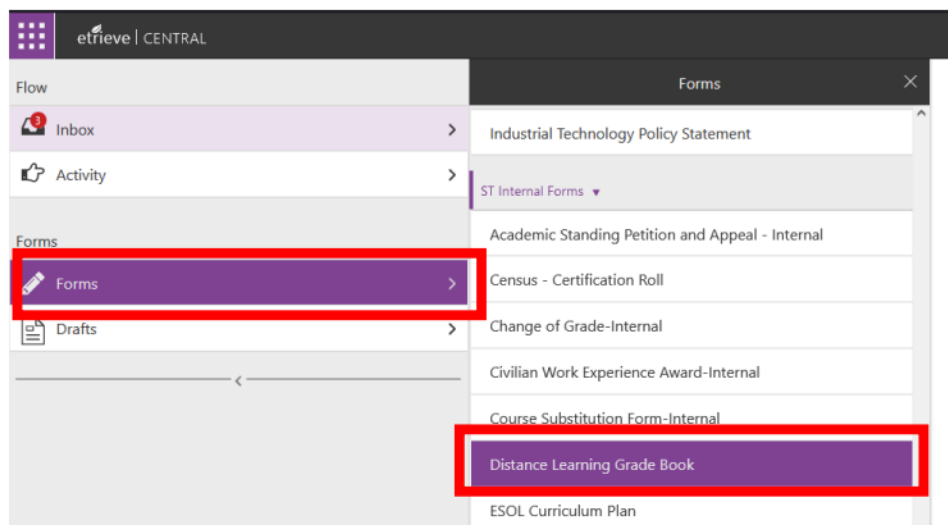 etrieve | CENTRAL
Flow
3
Inbox
Activity
Forms
Forms
Drafts
Forms
Industrial Technology Policy Statement
ST Internal Forms
Academic Standing Petition and Appeal - Internal
Census - Certification Roll
Change of Grade-Internal
Civilian Work Experience Award-Internal
Course Substitution Form-Internal
Distance Learning Grade Book
ESOL Curriculum Plan